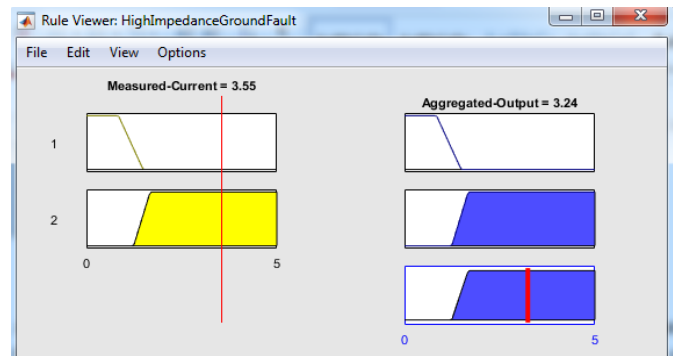 Rule Viewer: HighImpedanceGroundFault
File Edit View Options
Measured-Current = 3.55
Aggregated-Output = 3.24
1
2
0 5
0 5